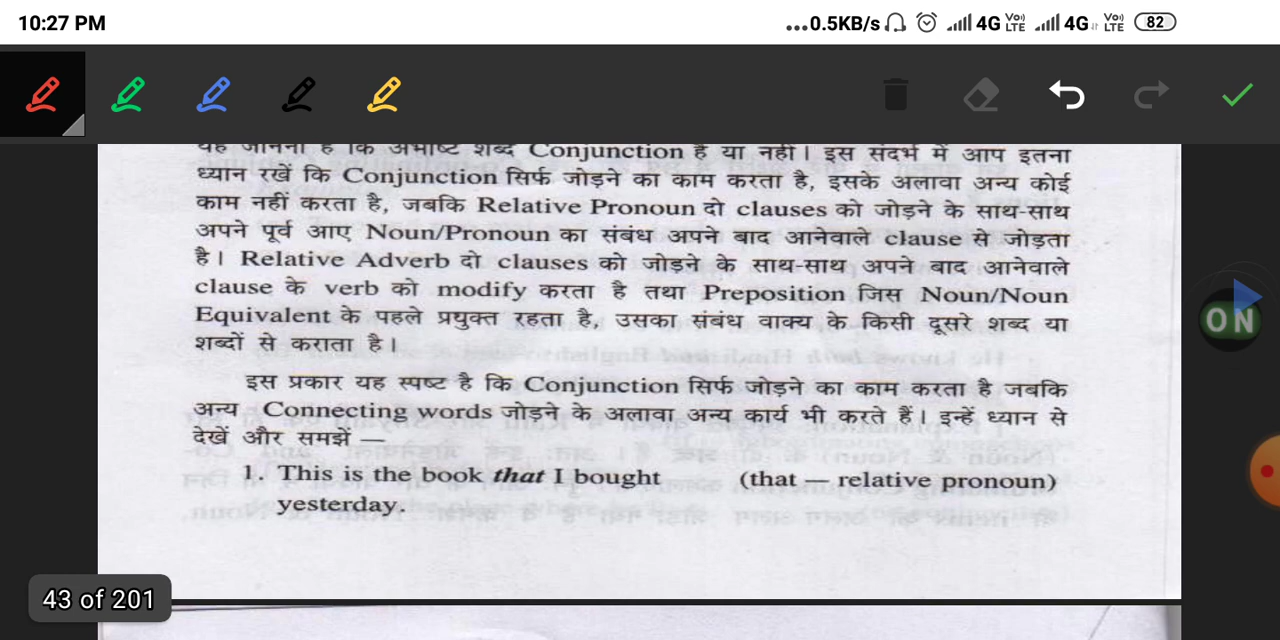 10:27 PM
...0.5KB/s 4G VoLTE 4G VoLTE 82
यह जानना है कि अभीष्ट शब्द Conjunction है या नहीं। इस संदर्भ में आप इतना
ध्यान रखें कि Conjunction सिर्फ जोड़ने का काम करता है, इसके अलावा अन्य कोई
काम नहीं करता है, जबकि Relative Pronoun दो clauses को जोड़ने के साथ-साथ
अपने पूर्व आए Noun/Pronoun का संबंध अपने बाद आनेवाले clause से जोड़ता
है। Relative Adverb दो clauses को जोड़ने के साथ-साथ अपने बाद आनेवाले
clause के verb को modify करता है तथा Preposition जिस Noun/Noun
Equivalent के पहले प्रयुक्त रहता है, उसका संबंध वाक्य के किसी दूसरे शब्द या
शब्दों से कराता है।
इस प्रकार यह स्पष्ट है कि Conjunction सिर्फ जोड़ने का काम करता है जबकि
अन्य Connecting words जोड़ने के अलावा अन्य कार्य भी करते हैं। इन्हें ध्यान से
देखें और समझें —
1. This is the book that I bought (that — relative pronoun)
yesterday.
ON
43 of 201